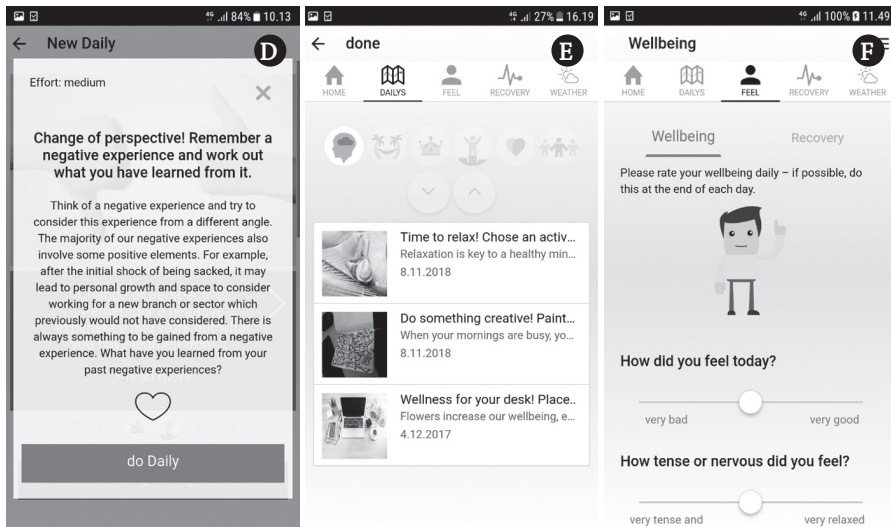 4G 84% 10.13
New Daily
D
Effort: medium
Change of perspective! Remember a
negative experience and work out
what you have learned from it.
Think of a negative experience and try to
consider this experience from a different angle.
The majority of our negative experiences also
involve some positive elements. For example,
after the initial shock of being sacked, it may
lead to personal growth and space to consider
working for a new branch or sector which
previously would not have considered. There is
always something to be gained from a negative
experience. What have you learned from your
past negative experiences?
do Daily
4G 27% 16.19
done
E
HOME DAILYS FEEL RECOVERY WEATHER
Time to relax! Chose an activ...
Relaxation is key to a healthy min...
8.11.2018
Do something creative! Paint...
When your mornings are busy, yo...
8.11.2018
Wellness for your desk! Place..
Flowers increase our wellbeing, e...
4.12.2017
4G 100% 11.49
Wellbeing
F
HOME DAILYS FEEL RECOVERY WEATHER
Wellbeing Recovery
Please rate your wellbeing daily – if possible, do
this at the end of each day.
How did you feel today?
very bad very good
How tense or nervous did you feel?
very tense and very relaxed